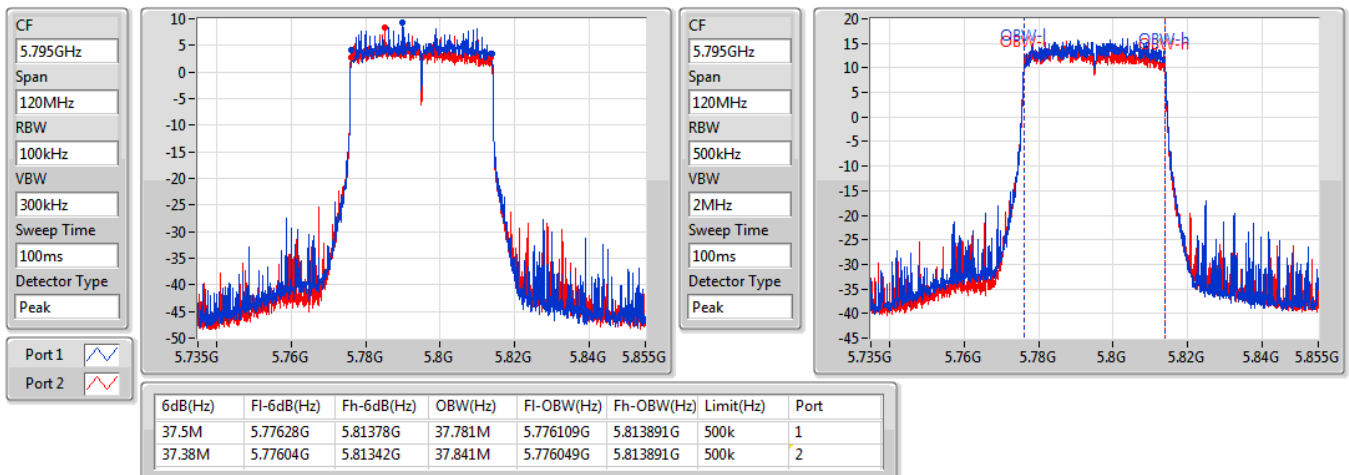 CF
5.795GHz
Span
120MHz
RBW
100kHz
VBW
300kHz
Sweep Time
100ms
Detector Type
Peak
Port 1
Port 2
10
5
0
-5
-10
-15
-20
-25
-30
-35
-40
-45
-50
5.735G 5.76G 5.78G 5.8G 5.82G 5.84G 5.855G
CF
5.795GHz
Span
120MHz
RBW
500kHz
VBW
2MHz
Sweep Time
100ms
Detector Type
Peak
20
15
10
5
0
-5
-10
-15
-20
-25
-30
-35
-40
-45
OBW-l OBW-h
OBW-l OBW-h
5.735G 5.76G 5.78G 5.8G 5.82G 5.84G 5.855G
6dB(Hz) Fl-6dB(Hz) Fh-6dB(Hz) OBW(Hz) Fl-OBW(Hz) Fh-OBW(Hz) Limit(Hz) Port
37.5M 5.77628G 5.81378G 37.781M 5.776109G 5.813891G 500k 1
37.38M 5.77604G 5.81342G 37.841M 5.776049G 5.813891G 500k 2